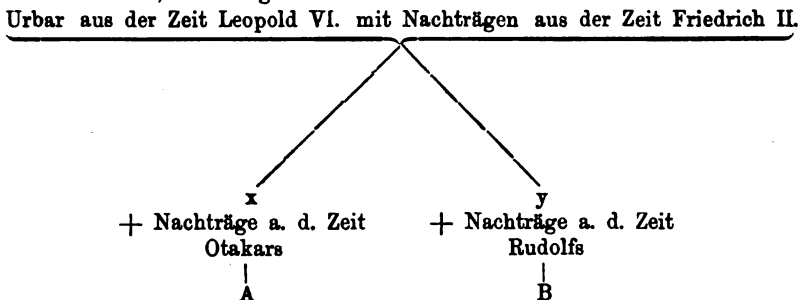 Urbar aus der Zeit Leopold VI. mit Nachträgen aus der Zeit Friedrich II.
x y
+ Nachträge a. d. Zeit + Nachträge a. d. Zeit
Otakars Rudolfs
A B